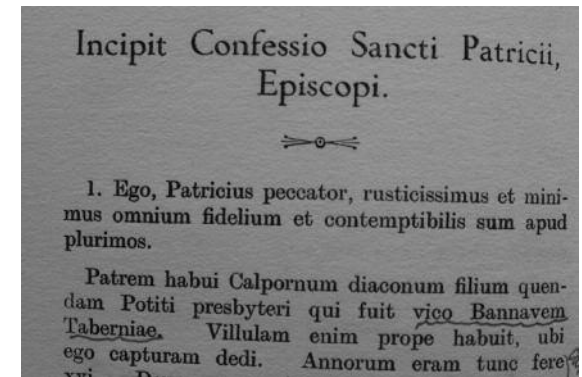 Incipit Confessio Sancti Patricii,
Episcopi.
1. Ego, Patricius peccator, rusticissimus et mini-
mus omnium fidelium et contemptibilis sum apud
plurimos.
Patrem habui Calpornum diaconum filium quen-
dam Potiti presbyteri qui fuit vico Bannavem
Taberniae. Villulam enim prope habuit, ubi
ego capturam dedi. Annorum eram tunc fere